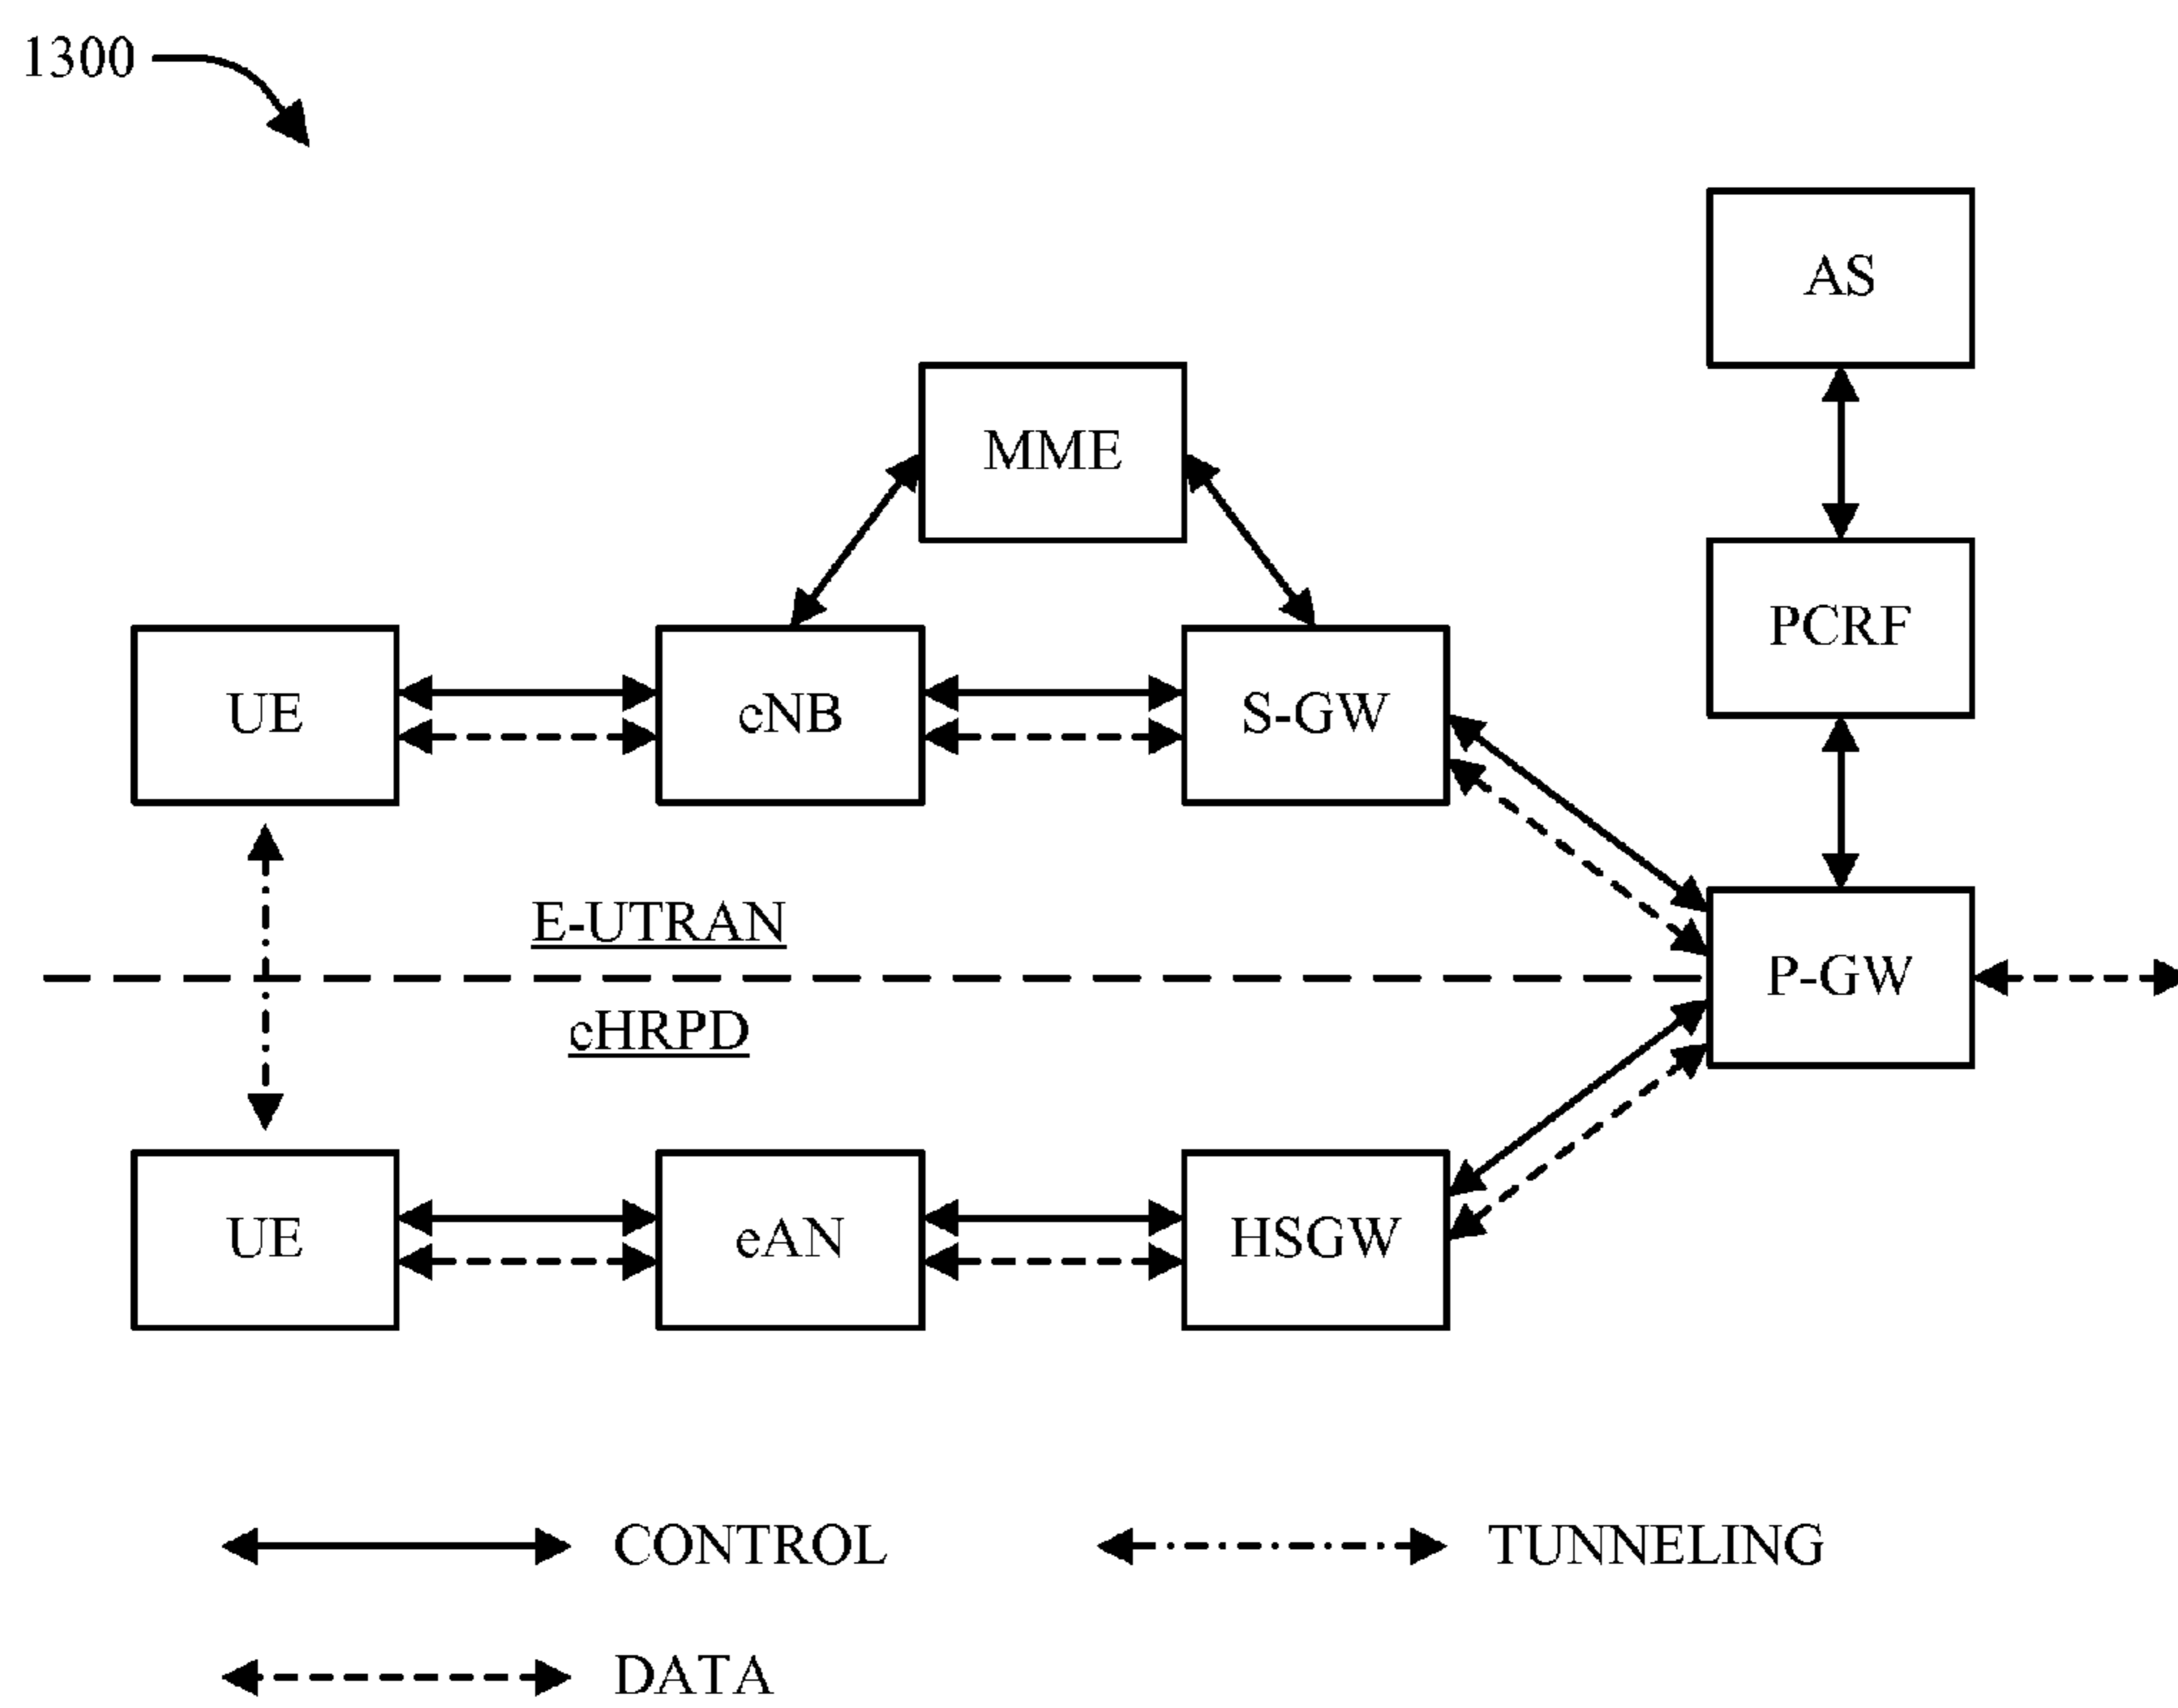 1300
AS
MME
PCRF
UE
cNB
S-GW
E-UTRAN
P-GW
cHRPD
UE
eAN
HSGW
CONTROL
TUNNELING
DATA